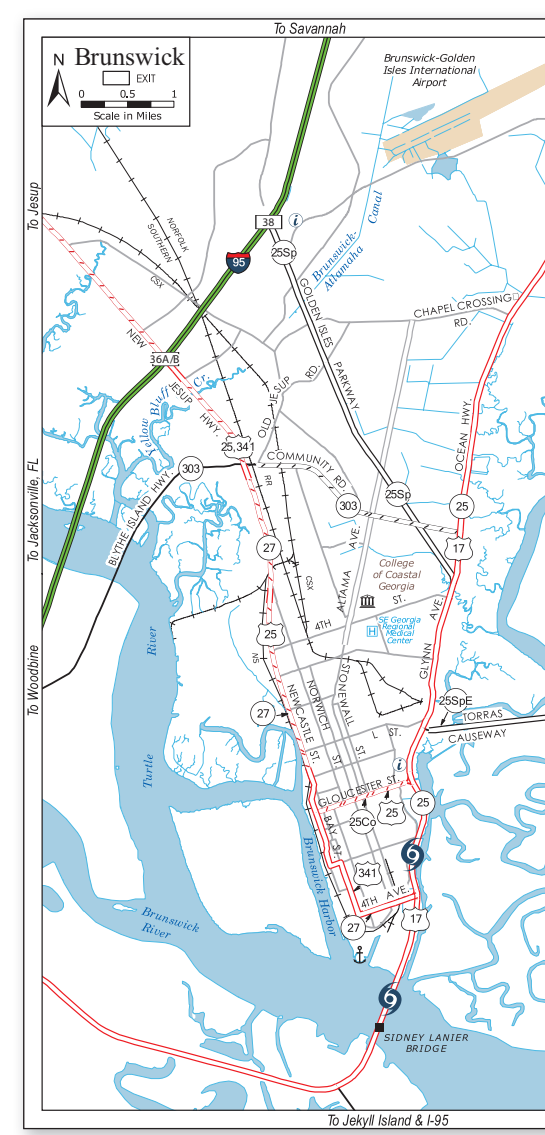 To Savannah
N
Brunswick
EXIT
0 0.5 1
Scale in Miles
Brunswick-Golden
Isles International
Airport
To Jesup
NORFOLK
SOUTHERN
CSX
38
i
25Sp
95
Brunswick-
Altamaha
Canal
GOLDEN ISLES
PARKWAY
CHAPEL CROSSING
RD.
NEW
36A/B
JESUP
HWY.
Yellow
Bluff
Cr.
OLD JESUP
RD.
OCEAN HWY.
25,341
COMMUNITY RD.
303
BLYTHE ISLAND HWY.
RR
303
25Sp
25
To Jacksonville, FL
27
17
ALTAMA AVE.
College
of Coastal
Georgia
CSX
ST.
4TH
H
SE Georgia
Regional
Medical
Center
25
GLYNN AVE.
River
NS
To Woodbine
NEWCASTLE ST.
NORWICH
ST.
STONEWALL
ST.
27
25SpE
TORRAS
CAUSEWAY
L ST.
Turtle
i
GLOUCESTER ST.
25
25
25Co
BAY ST.
Brunswick Harbor
341
4TH AVE.
17
27
Brunswick
River
SIDNEY LANIER
BRIDGE
To Jekyll Island & I-95